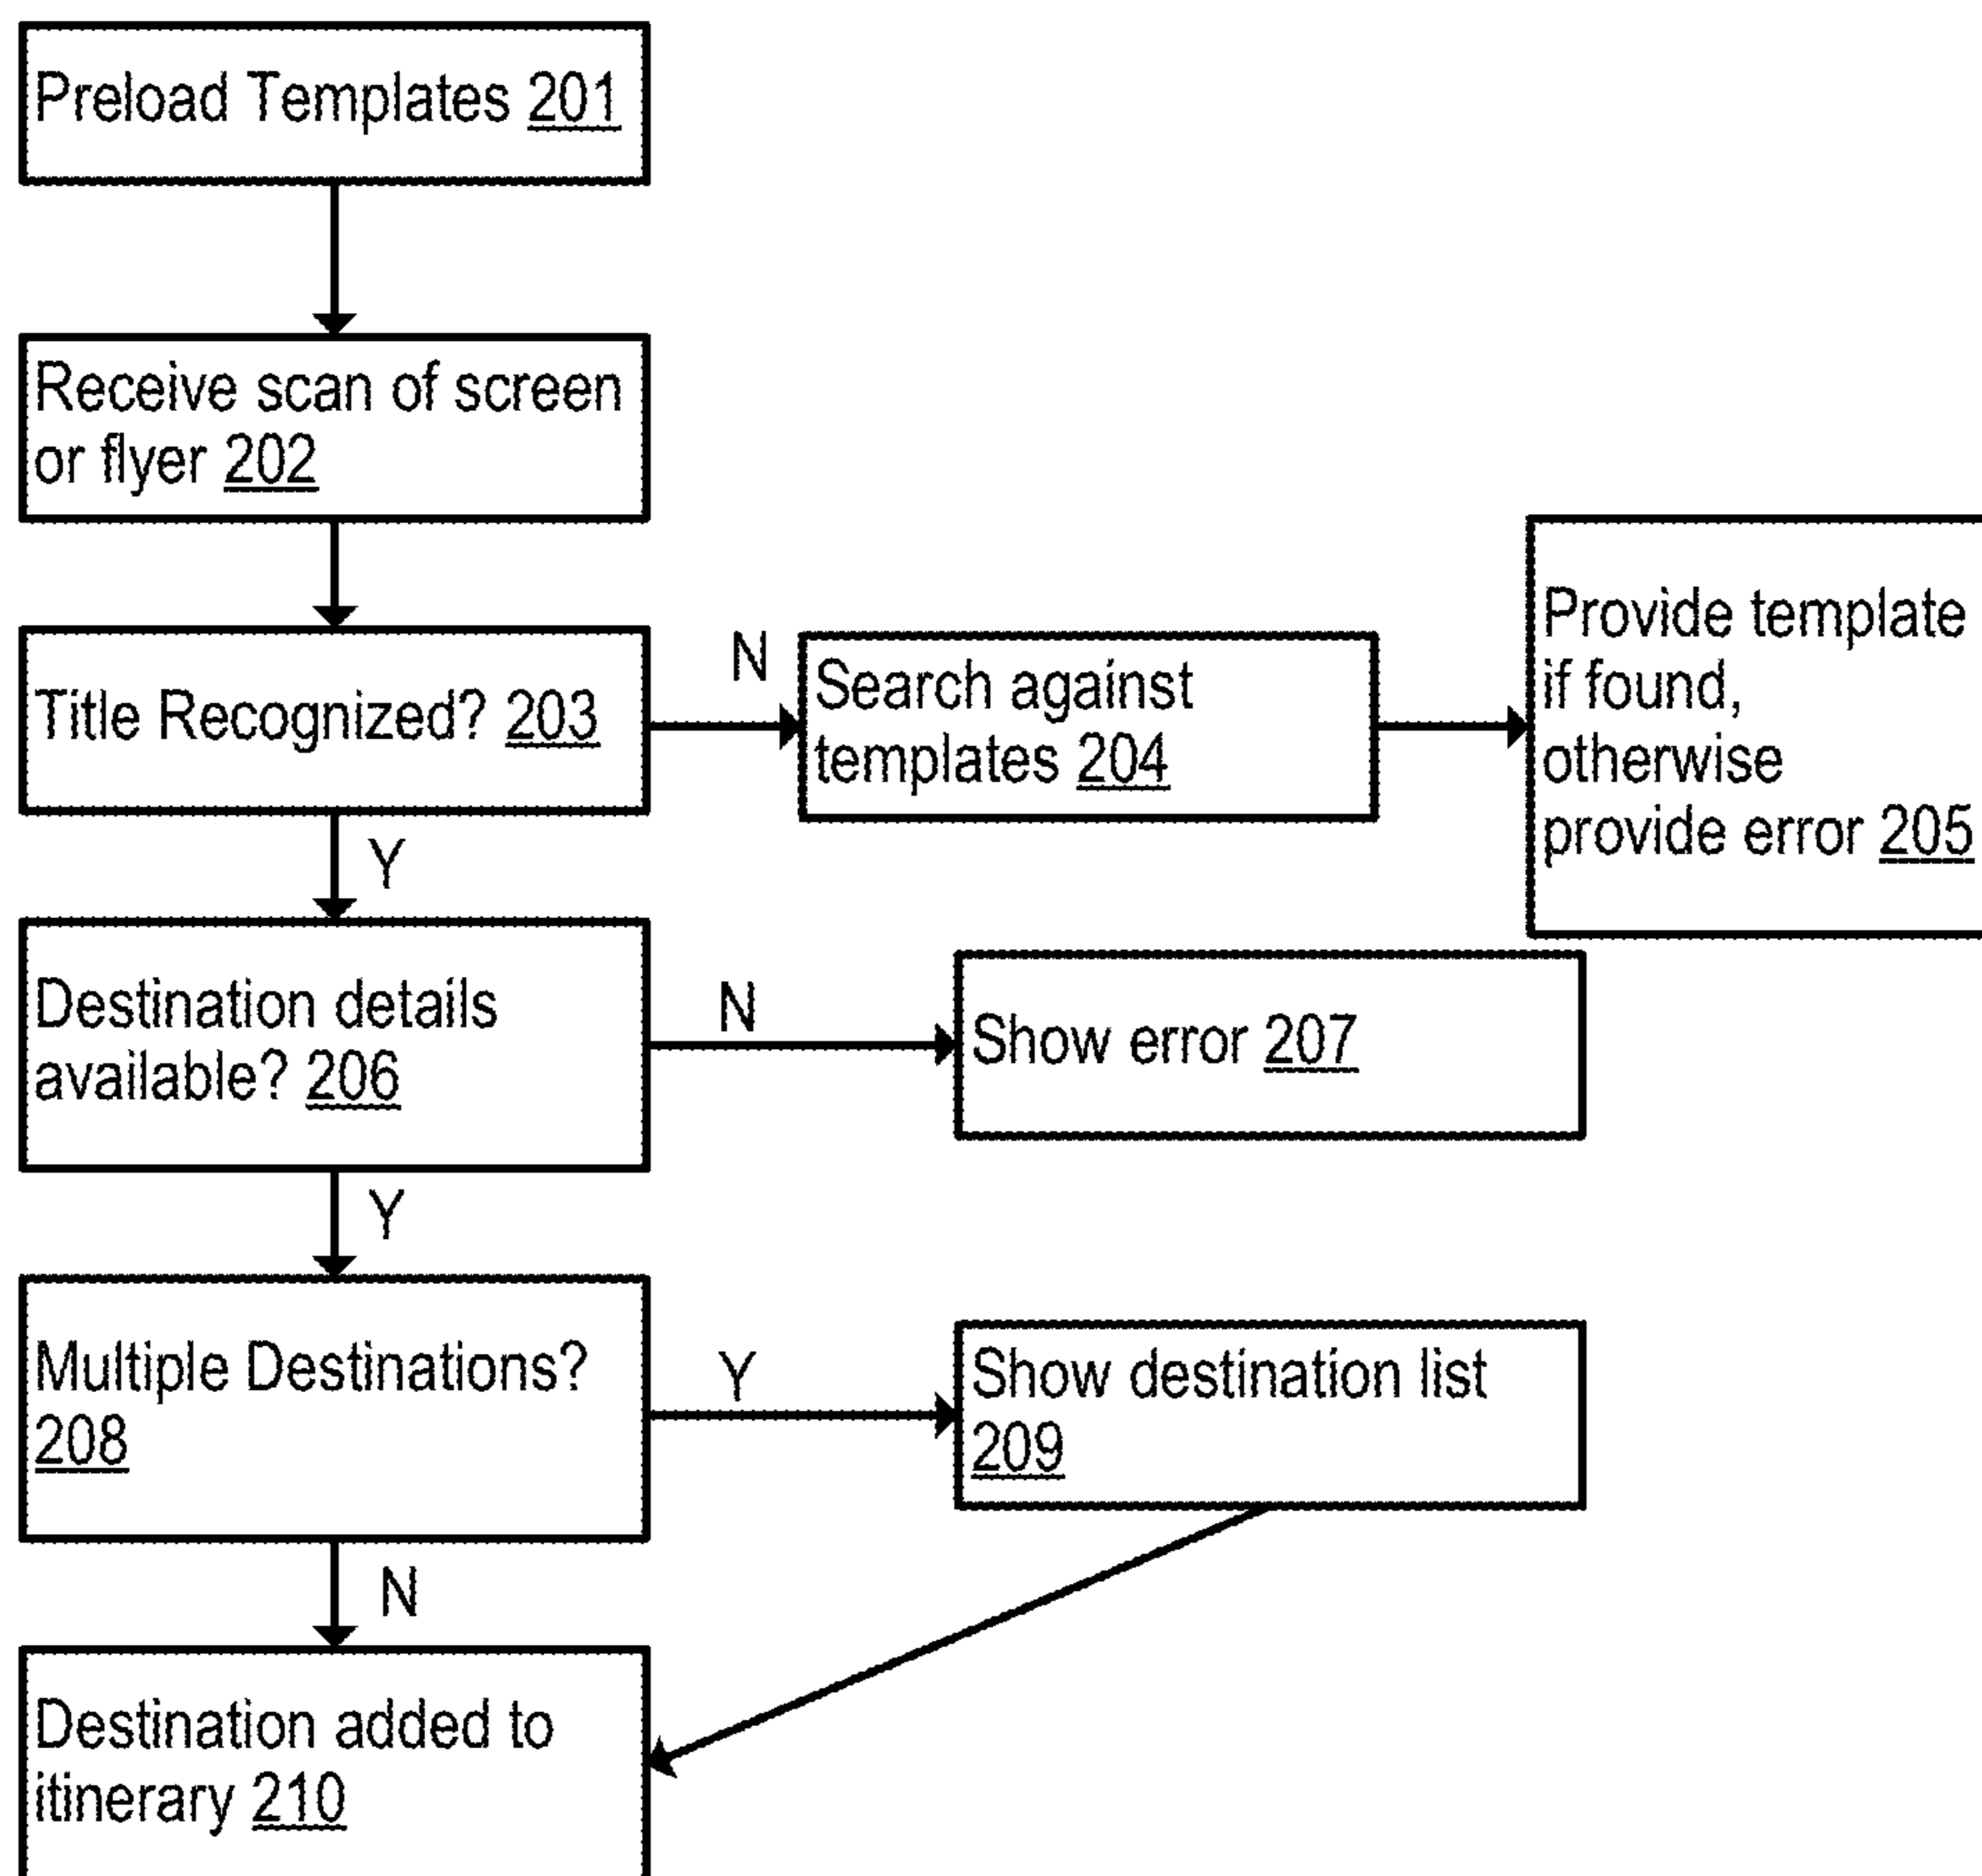 Preload Templates 201
Receive scan of screen
or flyer 202
Title Recognized? 203
N
Search against
templates 204
Provide template
if found,
otherwise
provide error 205
Y
Destination details
available? 206
N
Show error 207
Y
Multiple Destinations?
208
Y
Show destination list
209
N
Destination added to
itinerary 210